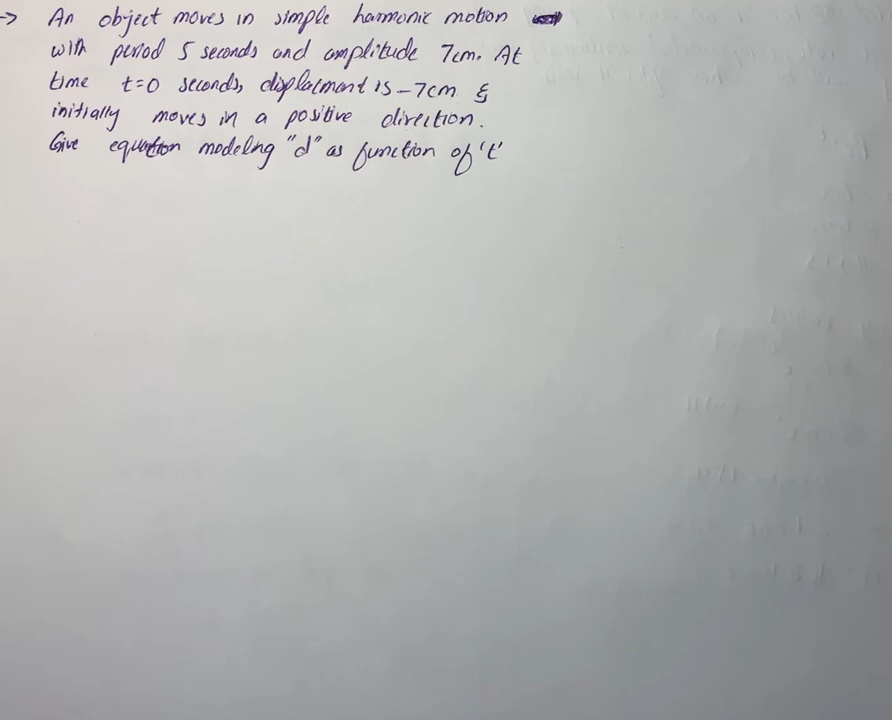 -> An object moves in simple harmonic motion
with period 5 seconds and amplitude 7cm. At
time t=0 seconds, displacment is -7cm &
initially moves in a positive direction.
Give equation modeling "d" as function of 't'